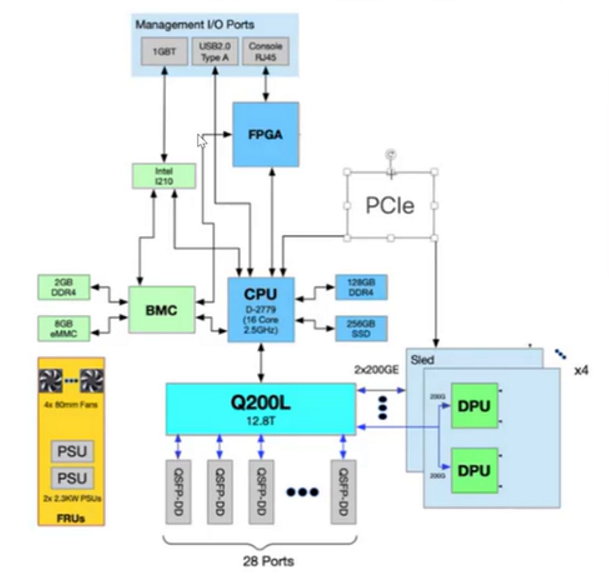 Management I/O Ports
1GBT
USB2.0
Type A
Console
RJ45
FPGA
Intel
I210
PCIe
2GB
DDR4
8GB
eMMC
BMC
CPU
D-2779
(16 Core
2.5GHz)
128GB
DDR4
256GB
SSD
Sled
x4
2x200GE
Q200L
12.8T
200G
DPU
200G
DPU
4x 80mm Fans
PSU
PSU
2x 2.3KW PSUs
FRUs
QSFP-DD
QSFP-DD
QSFP-DD
QSFP-DD
28 Ports